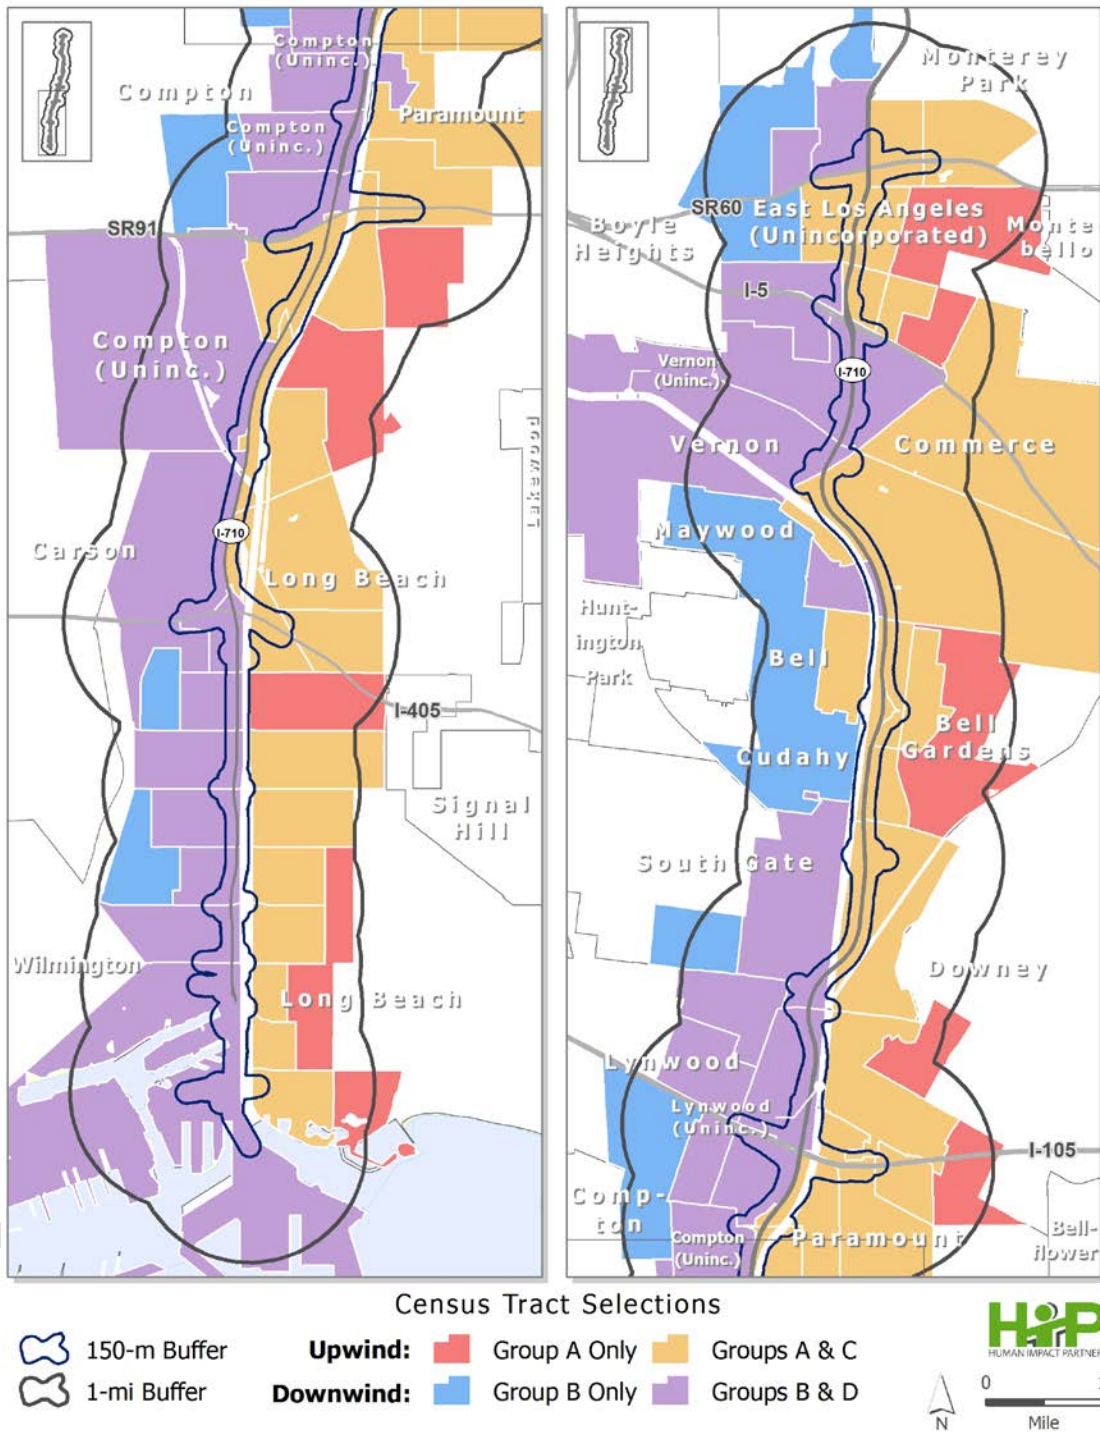 Compton
(Uninc.)
Compton
Paramount
Compton
(Uninc.)
SR91
Compton
(Uninc.)
Lakewood
I-710
Carson
Long Beach
I-405
Signal
Hill
Wilmington
Long Beach
Monterey
Park
SR60
East Los Angeles
(Unincorporated)
Boyle
Heights
Monte-
bello
I-5
Vernon
(Uninc.)
I-710
Vernon
Commerce
Maywood
Hunt-
ington
Park
Bell
Bell
Gardens
Cudahy
South Gate
Downey
Lynwood
Lynwood
(Uninc.)
I-105
Comp-
ton
Compton
(Uninc.)
Paramount
Bell-
flower
Census Tract Selections
150-m Buffer
1-mi Buffer
Upwind:
Group A Only
Groups A & C
Downwind:
Group B Only
Groups B & D
HiP
HUMAN IMPACT PARTNER
N
0
Mile